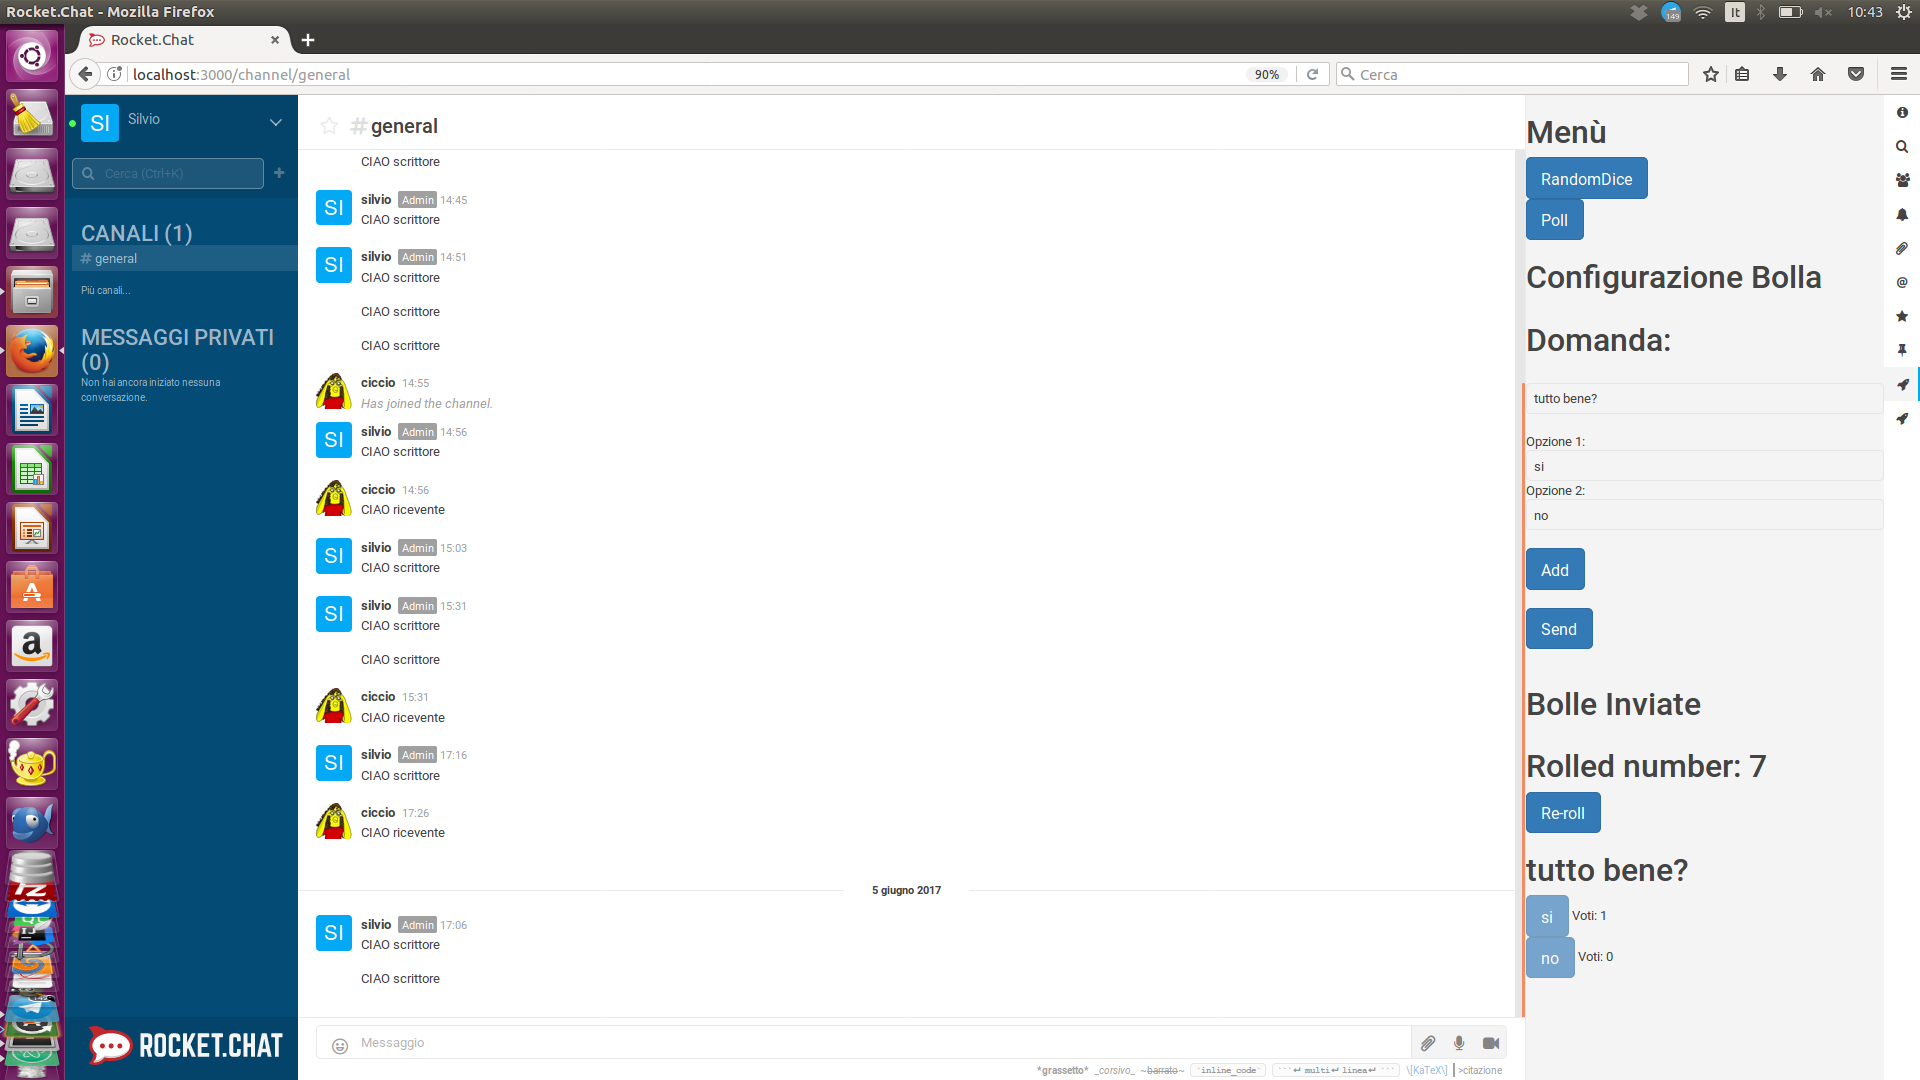 Rocket.Chat - Mozilla Firefox
149
It
10:43
Rocket.Chat
localhost:3000/channel/general
90%
Cerca
SI
Silvio
Cerca (Ctrl+K)
CANALI (1)
# general
Più canali...
MESSAGGI PRIVATI
(0)
Non hai ancora iniziato nessuna
conversazione.
ROCKET.CHAT
#general
CIAO scrittore
SI
silvio Admin 14:45
CIAO scrittore
SI
silvio Admin 14:51
CIAO scrittore
CIAO scrittore
CIAO scrittore
ciccio 14:55
Has joined the channel.
SI
silvio Admin 14:56
CIAO scrittore
ciccio 14:56
CIAO ricevente
SI
silvio Admin 15:03
CIAO scrittore
SI
silvio Admin 15:31
CIAO scrittore
CIAO scrittore
ciccio 15:31
CIAO ricevente
SI
silvio Admin 17:16
CIAO scrittore
ciccio 17:26
CIAO ricevente
5 giugno 2017
SI
silvio Admin 17:06
CIAO scrittore
CIAO scrittore
Messaggio
*grassetto* _corsivo_ ~barrato~ `inline_code` ```↵ multi↵ linea↵ ``` \[KaTeX\] >citazione
Menù
RandomDice
Poll
Configurazione Bolla
Domanda:
tutto bene?
Opzione 1:
si
Opzione 2:
no
Add
Send
Bolle Inviate
Rolled number: 7
Re-roll
tutto bene?
si Voti: 1
no Voti: 0